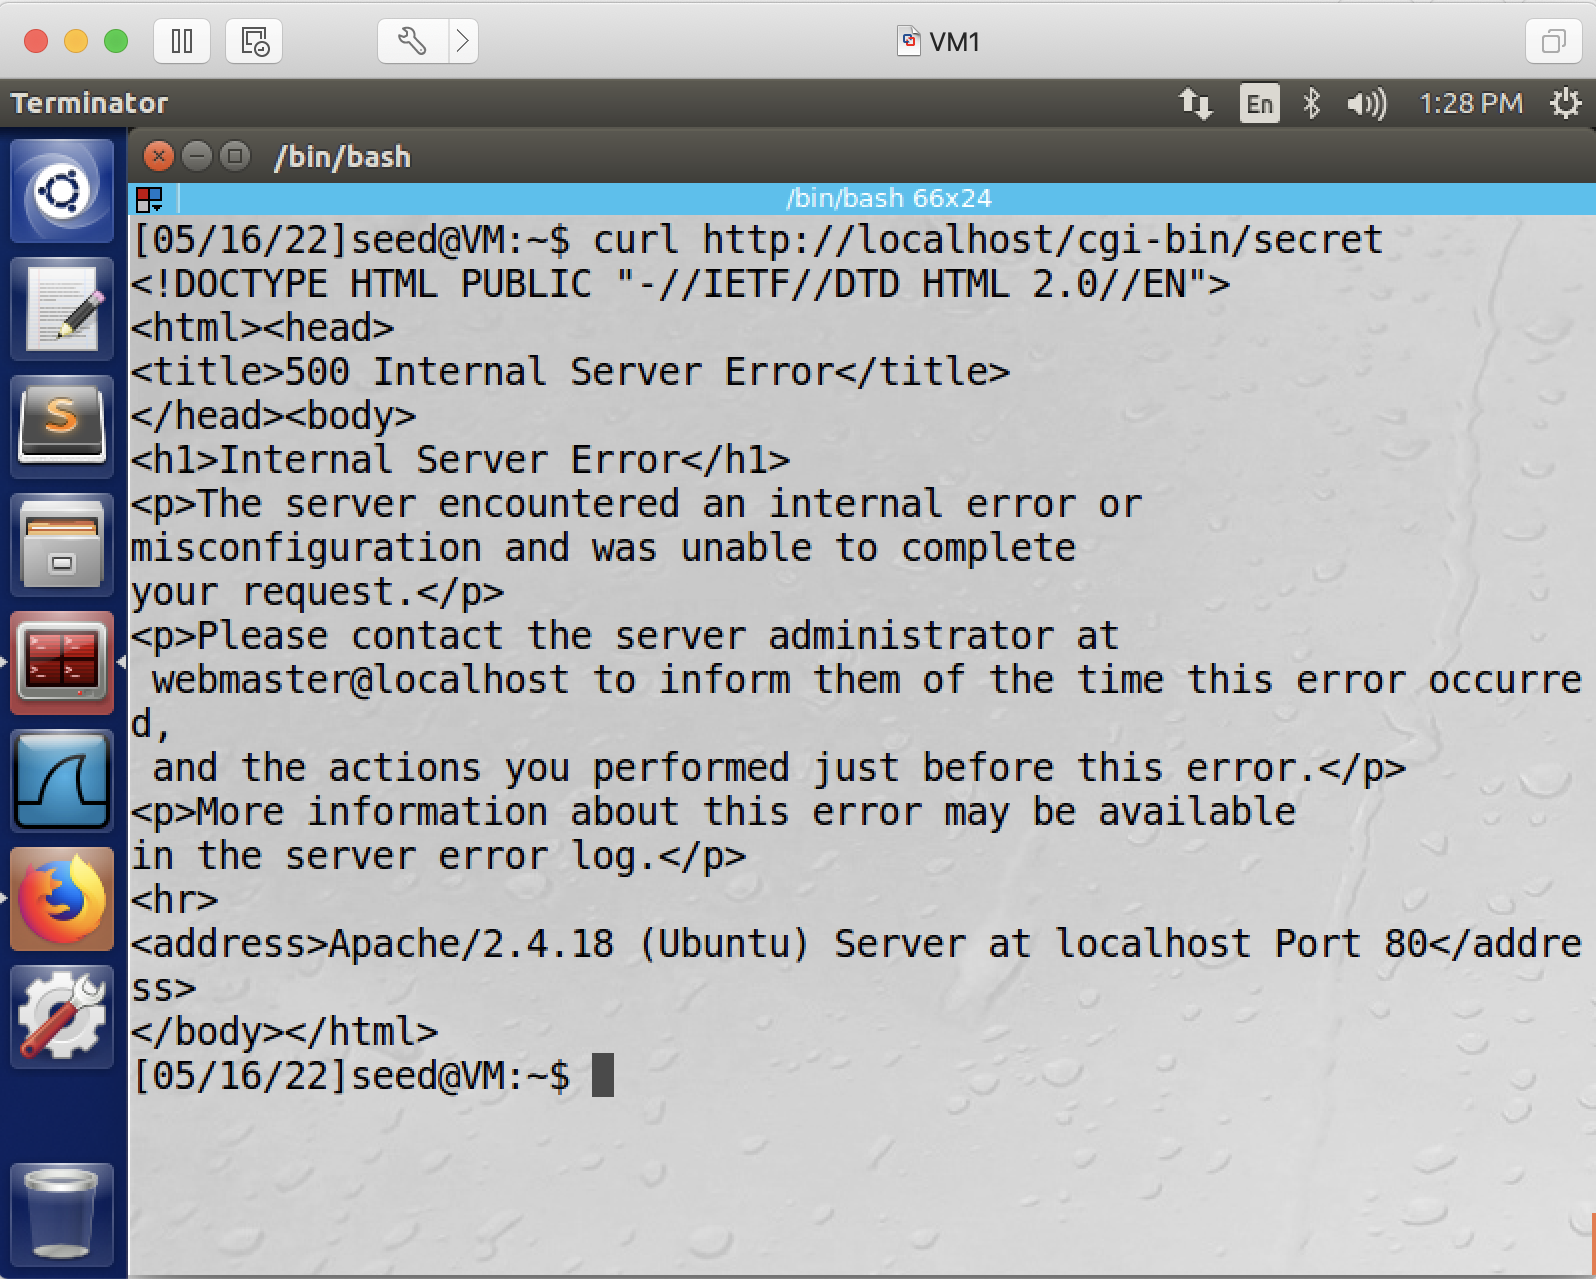 VM1
Terminator
En
1:28 PM
/bin/bash
/bin/bash 66x24
[05/16/22]seed@VM:~$ curl http://localhost/cgi-bin/secret
<!DOCTYPE HTML PUBLIC "-//IETF//DTD HTML 2.0//EN">
<html><head>
<title>500 Internal Server Error</title>
</head><body>
<h1>Internal Server Error</h1>
<p>The server encountered an internal error or
misconfiguration and was unable to complete
your request.</p>
<p>Please contact the server administrator at
 webmaster@localhost to inform them of the time this error occurre
d,
 and the actions you performed just before this error.</p>
<p>More information about this error may be available
in the server error log.</p>
<hr>
<address>Apache/2.4.18 (Ubuntu) Server at localhost Port 80</addre
ss>
</body></html>
[05/16/22]seed@VM:~$